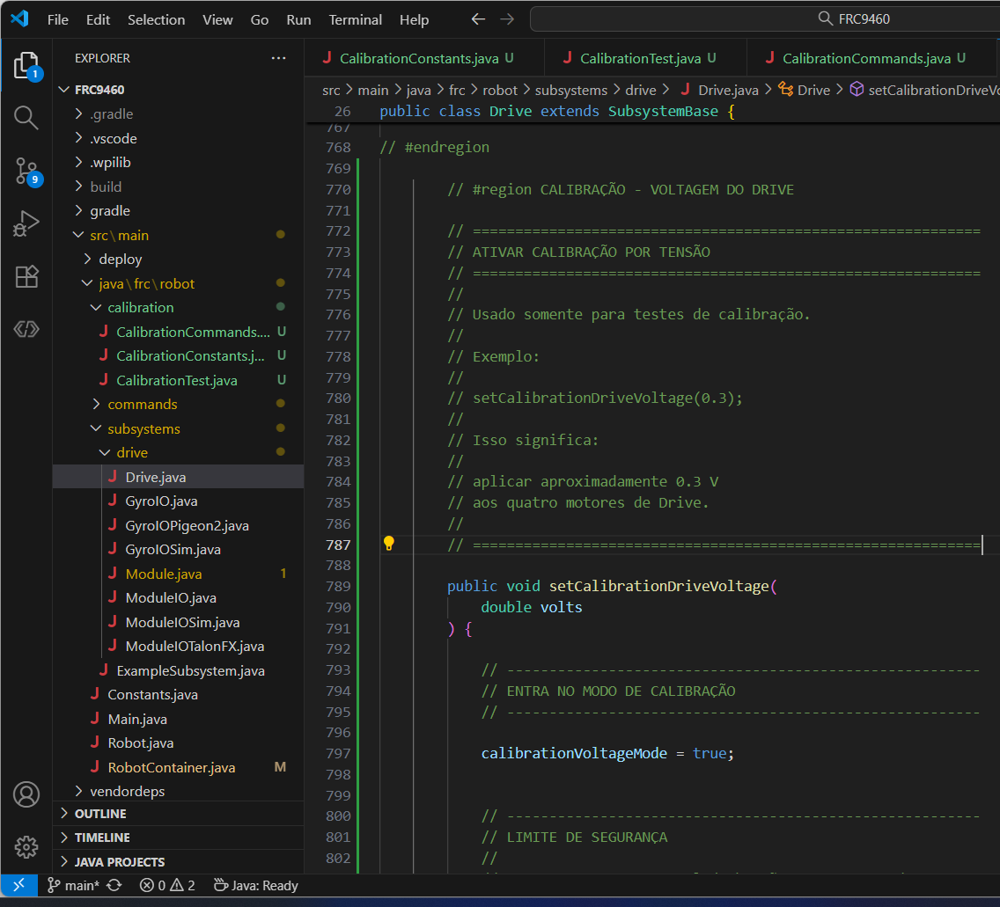 File Edit Selection View Go Run Terminal Help
FRC9460
EXPLORER
CalibrationConstants.java U
CalibrationTest.java U
CalibrationCommands.java U
src > main > java > frc > robot > subsystems > drive > J Drive.java > Drive > setCalibrationDriveVo
1
9
FRC9460
.gradle
.vscode
.wpilib
build
gradle
src\main
deploy
java\frc\robot
calibration
CalibrationCommands.... U
CalibrationConstants.j... U
CalibrationTest.java U
commands
subsystems
drive
Drive.java
GyroIO.java
GyroIOPigeon2.java
GyroIOSim.java
Module.java 1
ModuleIO.java
ModuleIOSim.java
ModuleIOTalonFX.java
ExampleSubsystem.java
Constants.java
Main.java
Robot.java
RobotContainer.java M
vendordeps
OUTLINE
TIMELINE
JAVA PROJECTS
26 public class Drive extends SubsystemBase {
767
768 // #endregion
769
770 // #region CALIBRAÇÃO - VOLTAGEM DO DRIVE
771
772 // ============================================================
773 // ATIVAR CALIBRAÇÃO POR TENSÃO
774 // ============================================================
775 //
776 // Usado somente para testes de calibração.
777 //
778 // Exemplo:
779 //
780 // setCalibrationDriveVoltage(0.3);
781 //
782 // Isso significa:
783 //
784 // aplicar aproximadamente 0.3 V
785 // aos quatro motores de Drive.
786 //
787 // ============================================================
788
789 public void setCalibrationDriveVoltage(
790 double volts
791 ) {
792
793 // --------------------------------------------------------
794 // ENTRA NO MODO DE CALIBRAÇÃO
795 // --------------------------------------------------------
796
797 calibrationVoltageMode = true;
798
799
800 // --------------------------------------------------------
801 // LIMITE DE SEGURANÇA
802 //
main* 0 2 Java: Ready